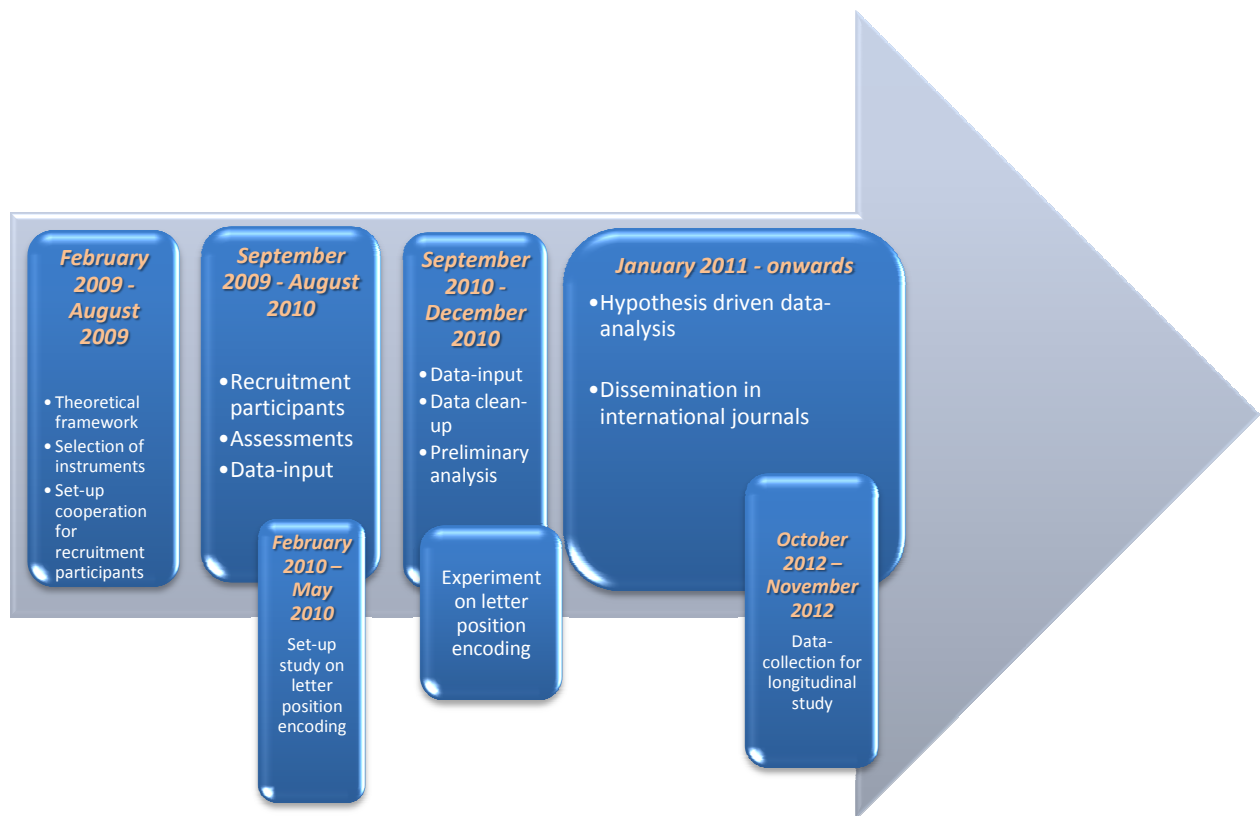 February
2009 -
August
2009
• Theoretical
framework
• Selection of
instruments
• Set-up
cooperation
for
recruitment
participants
September
2009 - August
2010
•Recruitment
participants
•Assessments
•Data-input
February
2010 –
May
2010
Set-up
study on
letter
position
encoding
September
2010 -
December
2010
•Data-input
•Data clean-
up
•Preliminary
analysis
Experiment
on letter
position
encoding
January 2011 - onwards
•Hypothesis driven data-
analysis
•Dissemination in
international journals
October
2012 –
November
2012
Data-
collection for
longitudinal
study